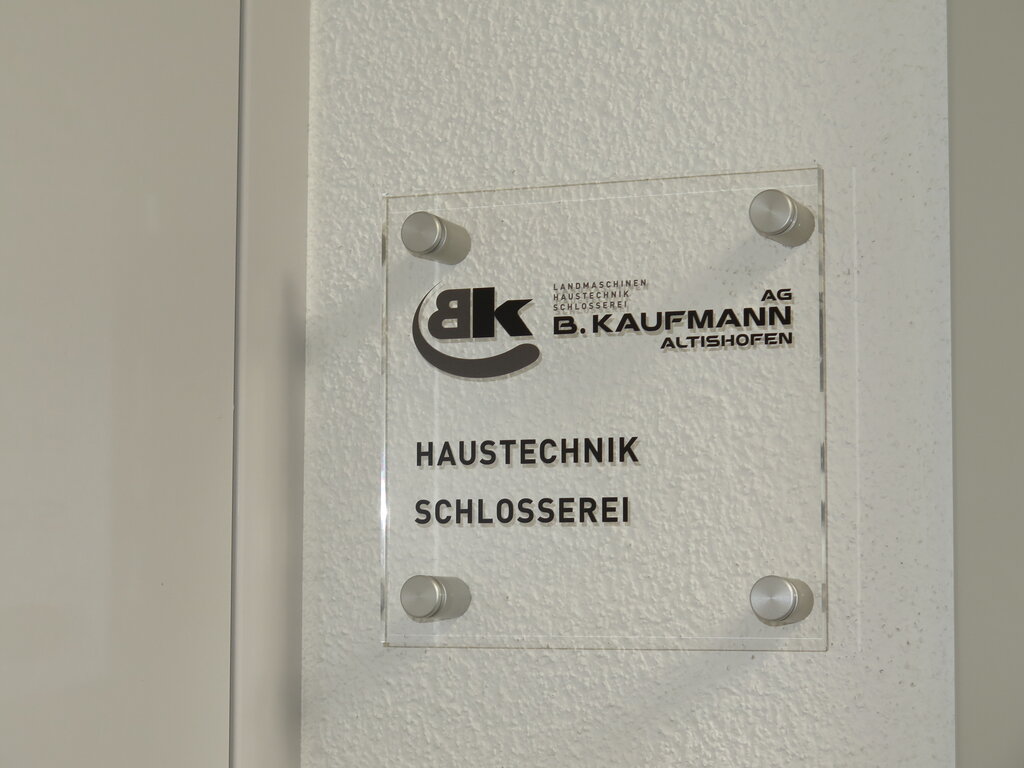 BK
LANDMASCHINEN
HAUSTECHNIK
SCHLOSSEREI
AG
B. KAUFMANN
ALTISHOFEN
HAUSTECHNIK
SCHLOSSEREI